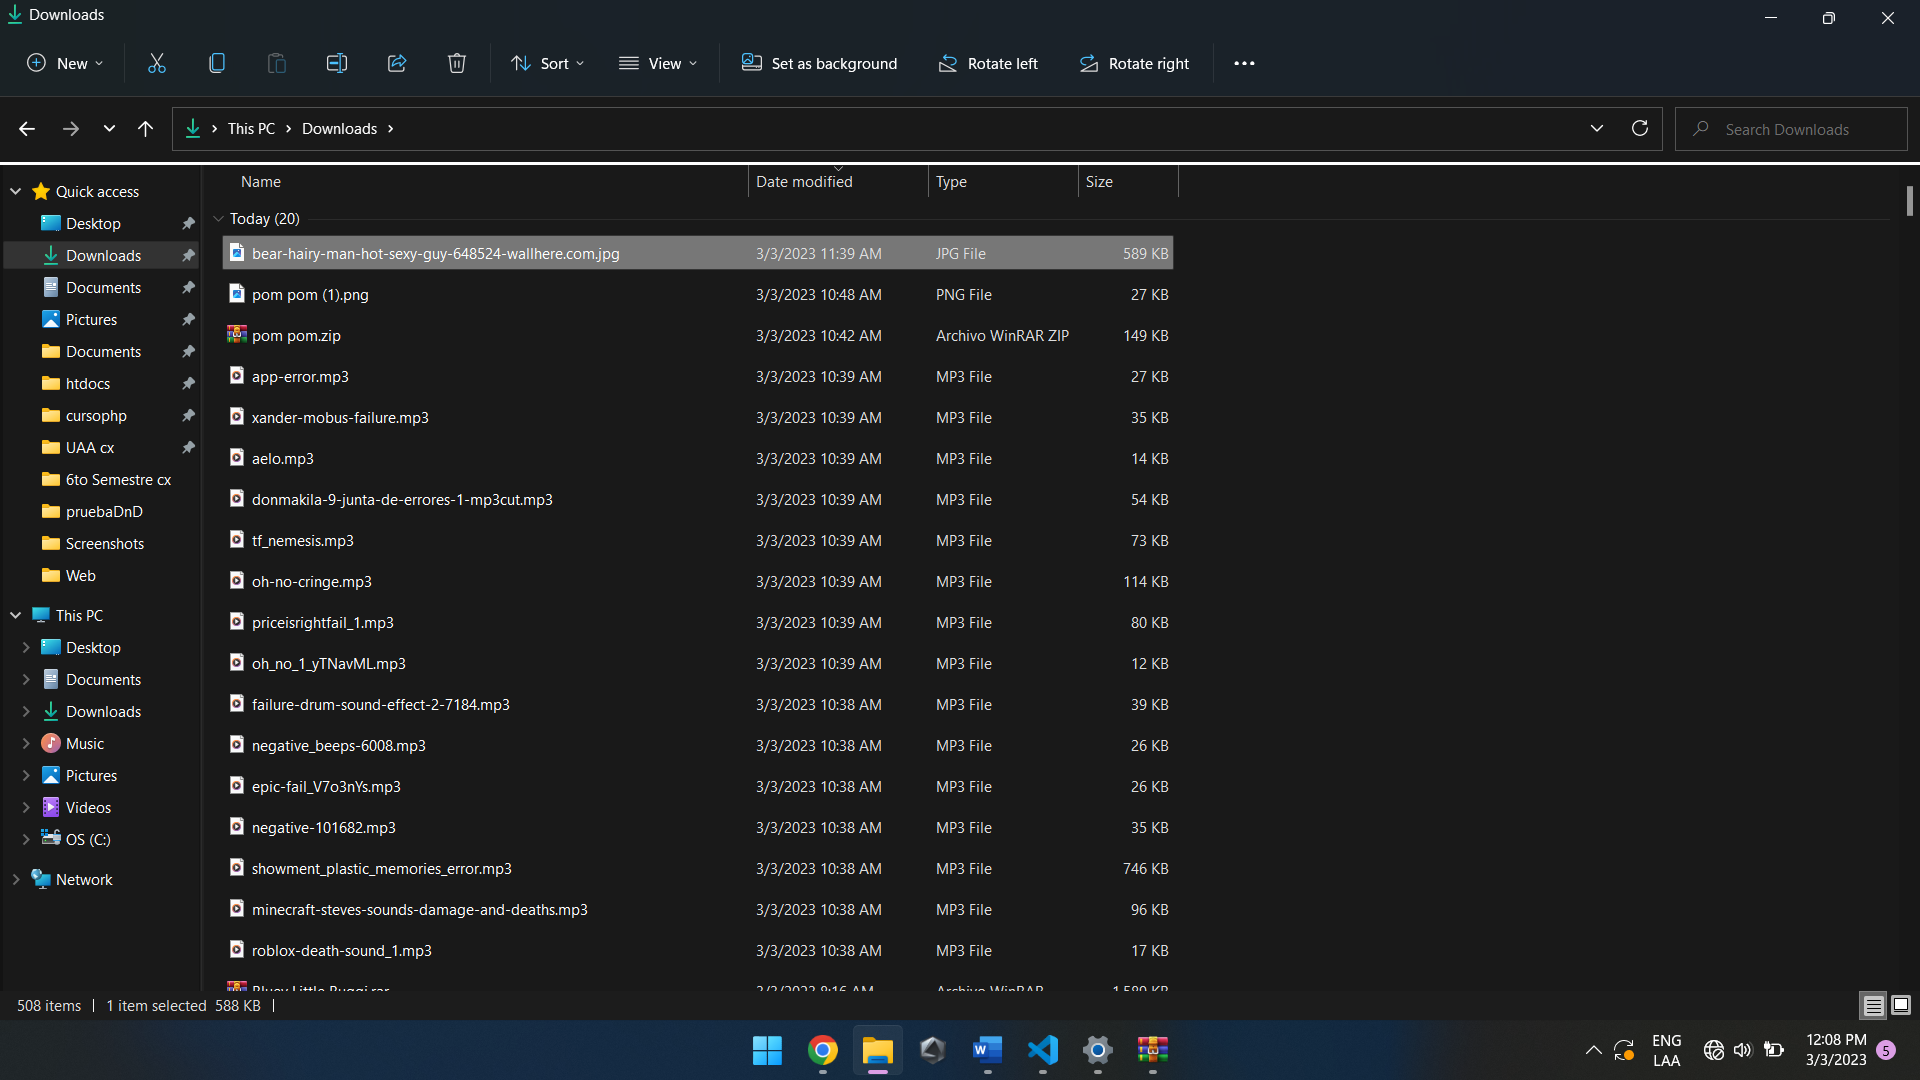 Downloads
New
Sort
View
Set as background
Rotate left
Rotate right
This PC
Downloads
Search Downloads
Name Date modified Type Size
Quick access
Desktop
Downloads
Documents
Pictures
Documents
htdocs
cursophp
UAA cx
6to Semestre cx
pruebaDnD
Screenshots
Web
This PC
Desktop
Documents
Downloads
Music
Pictures
Videos
OS (C:)
Network
Today (20)
bear-hairy-man-hot-sexy-guy-648524-wallhere.com.jpg 3/3/2023 11:39 AM JPG File 589 KB
pom pom (1).png 3/3/2023 10:48 AM PNG File 27 KB
pom pom.zip 3/3/2023 10:42 AM Archivo WinRAR ZIP 149 KB
app-error.mp3 3/3/2023 10:39 AM MP3 File 27 KB
xander-mobus-failure.mp3 3/3/2023 10:39 AM MP3 File 35 KB
aelo.mp3 3/3/2023 10:39 AM MP3 File 14 KB
donmakila-9-junta-de-errores-1-mp3cut.mp3 3/3/2023 10:39 AM MP3 File 54 KB
tf_nemesis.mp3 3/3/2023 10:39 AM MP3 File 73 KB
oh-no-cringe.mp3 3/3/2023 10:39 AM MP3 File 114 KB
priceisrightfail_1.mp3 3/3/2023 10:39 AM MP3 File 80 KB
oh_no_1_yTNavML.mp3 3/3/2023 10:39 AM MP3 File 12 KB
failure-drum-sound-effect-2-7184.mp3 3/3/2023 10:38 AM MP3 File 39 KB
negative_beeps-6008.mp3 3/3/2023 10:38 AM MP3 File 26 KB
epic-fail_V7o3nYs.mp3 3/3/2023 10:38 AM MP3 File 26 KB
negative-101682.mp3 3/3/2023 10:38 AM MP3 File 35 KB
showment_plastic_memories_error.mp3 3/3/2023 10:38 AM MP3 File 746 KB
minecraft-steves-sounds-damage-and-deaths.mp3 3/3/2023 10:38 AM MP3 File 96 KB
roblox-death-sound_1.mp3 3/3/2023 10:38 AM MP3 File 17 KB
3/3/2023 Archivo WinRAR
508 items 1 item selected 588 KB
ENG
LAA
12:08 PM
3/3/2023
5